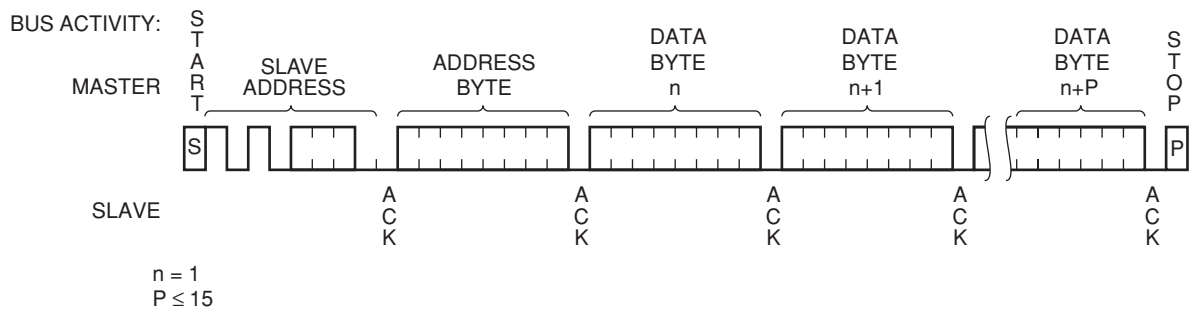 BUS ACTIVITY:
MASTER
START
SLAVE
ADDRESS
ADDRESS
BYTE
DATA
BYTE
n
DATA
BYTE
n+1
DATA
BYTE
n+P
STOP
S
P
SLAVE
ACK
ACK
ACK
ACK
ACK
n = 1
P ≤ 15